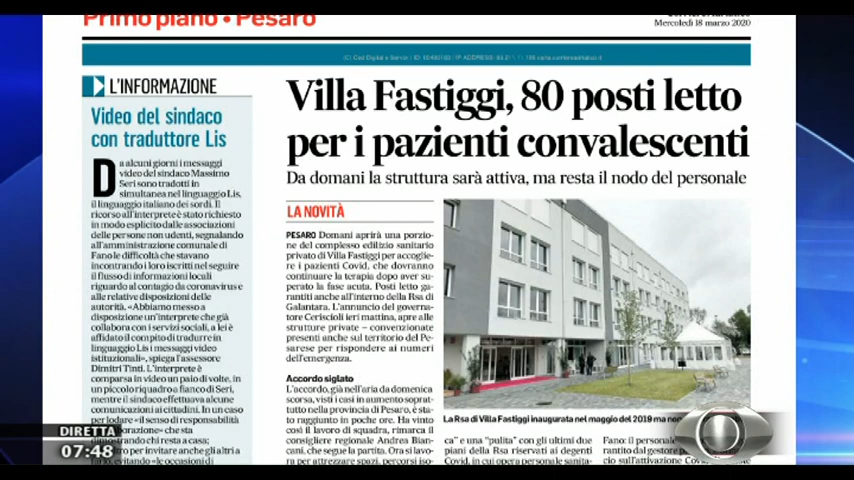 Primo piano • Pesaro
Mercoledì 18 marzo 2020
L'INFORMAZIONE
Video del sindaco
con traduttore Lis
Da alcuni giorni i messaggi
video del sindaco Massimo
Seri sono tradotti in
simultanea nel linguaggio Lis,
il linguaggio italiano dei sordi. Il
ricorso all'interprete è stato richiesto
in modo esplicito dalle associazioni
delle persone non udenti, segnalando
all'amministrazione comunale di
Fano le difficoltà che stavano
incontrando i loro iscritti nel seguire
il flusso di informazioni locali
riguardo al contagio da coronavirus e
alle relative disposizioni delle
autorità. «Abbiamo messo a
disposizione un'interprete che già
collabora con i servizi sociali, a lei è
affidato il compito di tradurre in
linguaggio Lis i messaggi video
istituzionali», spiega l'assessore
Dimitri Tinti. L'interprete è
comparsa in video un paio di volte, in
un piccolo riquadro a fianco di Seri,
mentre il sindaco effettuava alcune
comunicazioni ai cittadini. In un caso
per lodare «il senso di responsabilità
che sta
chi resta a casa;
per invitare anche gli altri a
evitando «le occasioni di
Villa Fastiggi, 80 posti letto
per i pazienti convalescenti
Da domani la struttura sarà attiva, ma resta il nodo del personale
LA NOVITÀ
PESARO Domani aprirà una porzio-
ne del complesso edilizio sanitario
privato di Villa Fastiggi per accoglie-
re i pazienti Covid, che dovranno
continuare la terapia dopo aver su-
perato la fase acuta. Posti letto ga-
rantiti anche all'interno della Rsa di
Galantara. L'annuncio del governa-
tore Ceriscioli ieri mattina, apre alle
strutture private – convenzionate
presenti anche sul territorio del Pe-
sarese per rispondere ai numeri
dell'emergenza.
Accordo siglato
L'accordo, già nell'aria da domenica
scorsa, visti i casi in aumento soprat-
tutto nella provincia di Pesaro, è sta-
to raggiunto in poche ore. Ha vinto
così il lavoro di squadra, rimarca il
consigliere regionale Andrea Bian-
cani, che segue la partita. Ora si lavo-
ra per attrezzare spazi, percorsi iso-
La Rsa di Villa Fastiggi inaugurata nel maggio del 2019 ma non
ca" e una "pulita" con gli ultimi due
piani della Rsa riservati ai degenti
Covid, in cui opera personale sanita-
Fano: il personale
rantito dal gestore
cio sull'attivazione
DIRETTA
07:48